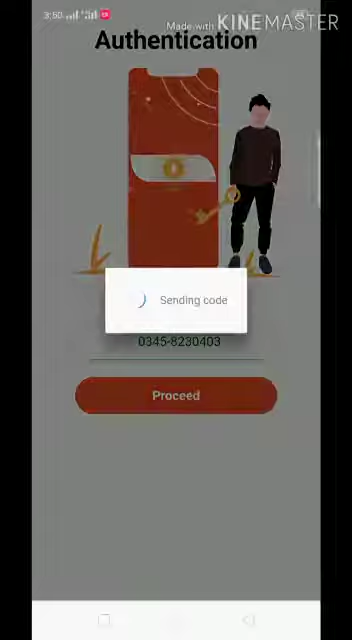 3:50
Made with KINEMASTER
Authentication
Sending code
0345-8230403
Proceed